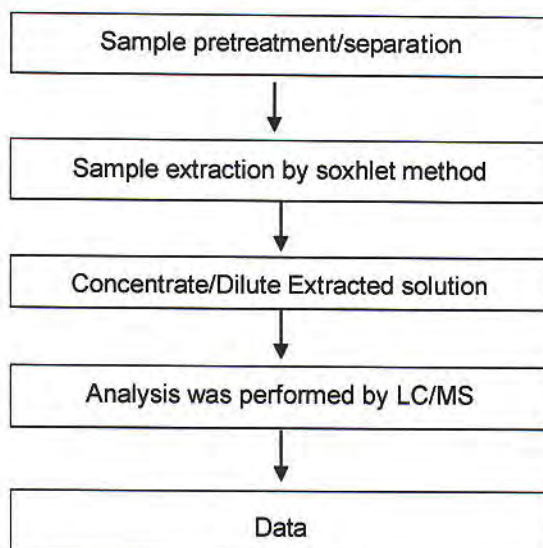 Sample pretreatment/separation
Sample extraction by soxhlet method
Concentrate/Dilute Extracted solution
Analysis was performed by LC/MS
Data